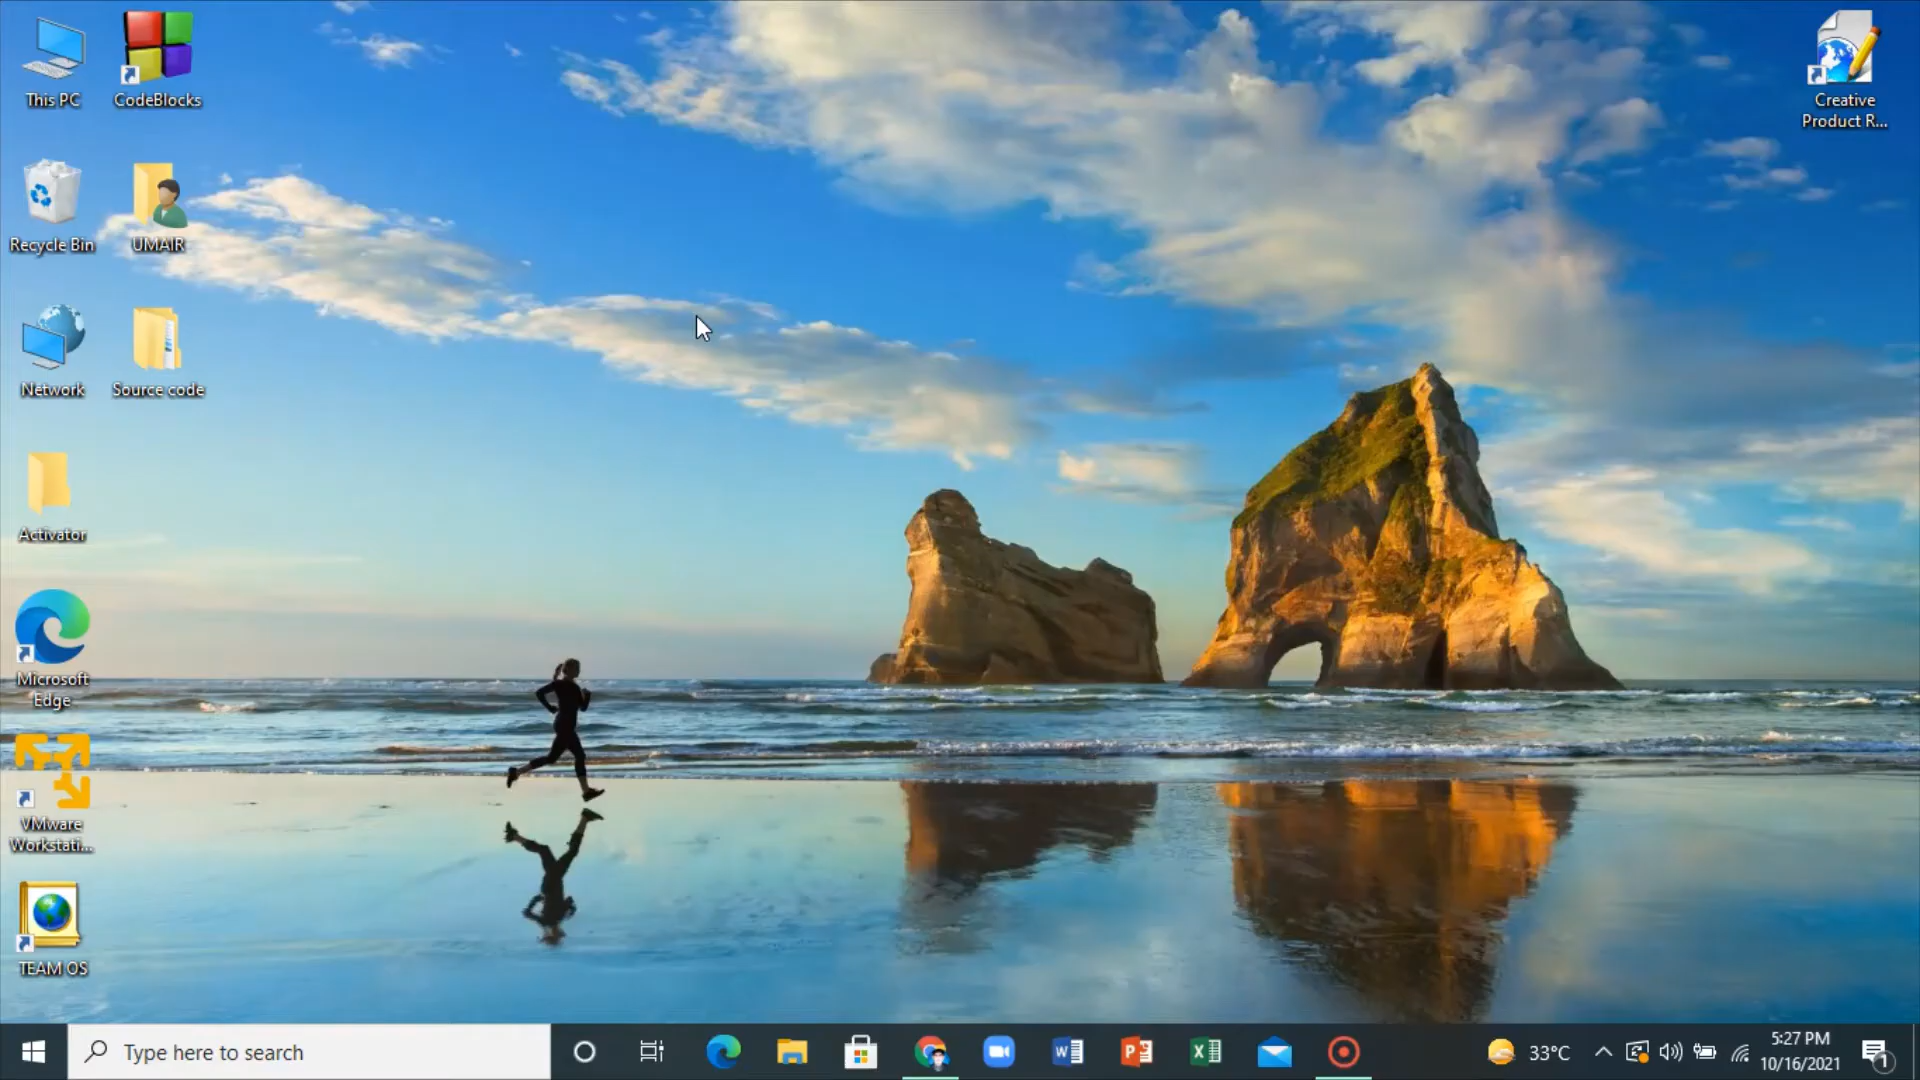 This PC
CodeBlocks
Creative
Product R...
Recycle Bin
UMAIR
Network
Source code
Activator
Microsoft
Edge
VMware
Workstati...
TEAM OS
Type here to search
33°C
5:27 PM
10/16/2021
1